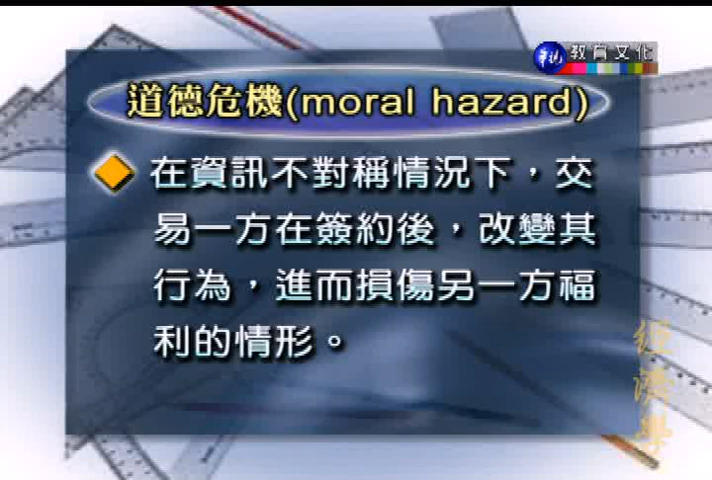 華視 教育文化
道德危機(moral hazard)
在資訊不對稱情況下，交
易一方在簽約後，改變其
行為，進而損傷另一方福
利的情形。
經濟學